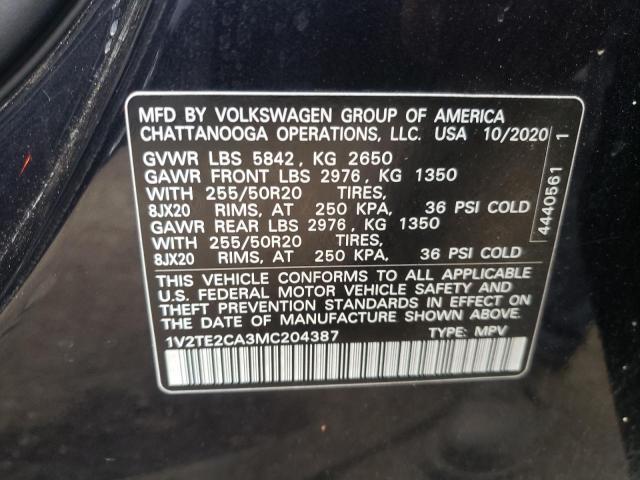 MFD BY VOLKSWAGEN GROUP OF AMERICA
CHATTANOOGA OPERATIONS, LLC. USA 10/2020
GVWR LBS 5842, KG 2650
GAWR FRONT LBS 2976, KG 1350
WITH 255/50R20 TIRES,
8JX20 RIMS, AT 250 KPA, 36 PSI COLD
GAWR REAR LBS 2976, KG 1350
WITH 255/50R20 TIRES,
8JX20 RIMS, AT 250 KPA, 36 PSI COLD
THIS VEHICLE CONFORMS TO ALL APPLICABLE
U.S. FEDERAL MOTOR VEHICLE SAFETY AND
THEFT PREVENTION STANDARDS IN EFFECT ON
THE DATE OF MANUFACTURE SHOWN ABOVE.
1V2TE2CA3MC204387 TYPE: MPV
4440561 1